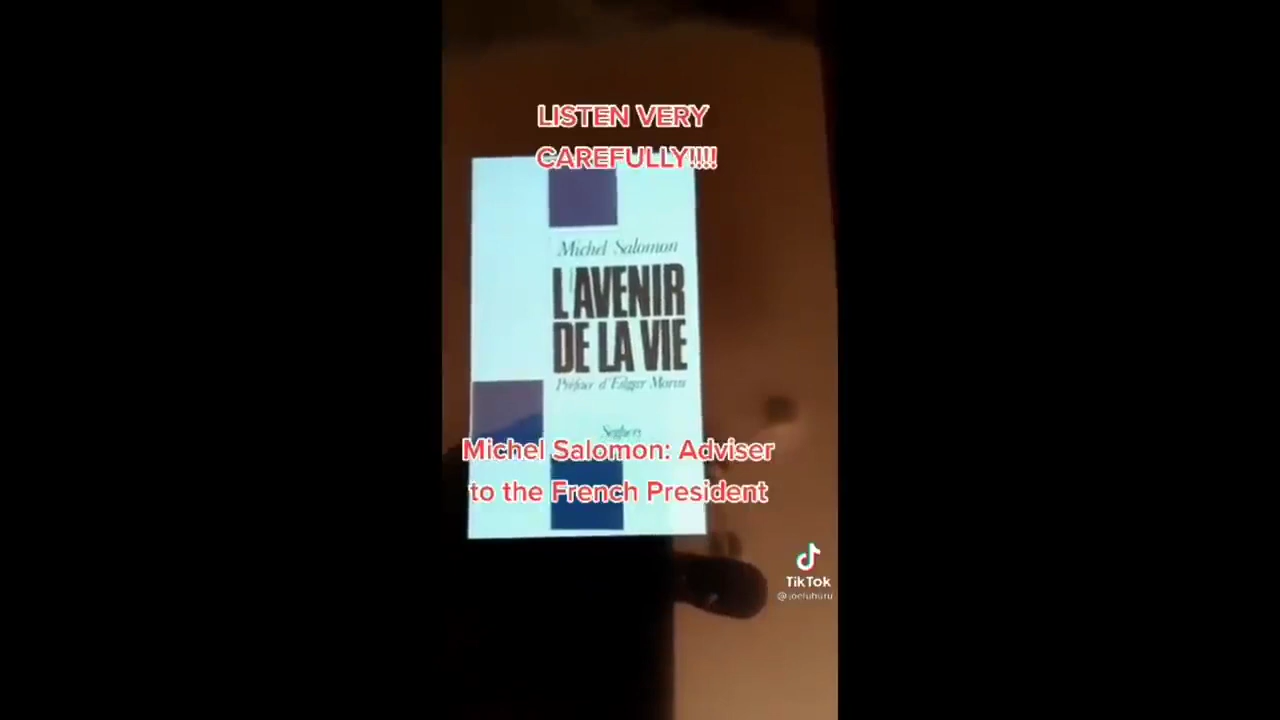 LISTEN VERY
CAREFULLY!!!!
Michel Salomon
L'AVENIR
DE LA VIE
Préface d'Edgar Morin
Seghers
Michel Salomon: Adviser
to the French President
TikTok
@joeluhuru